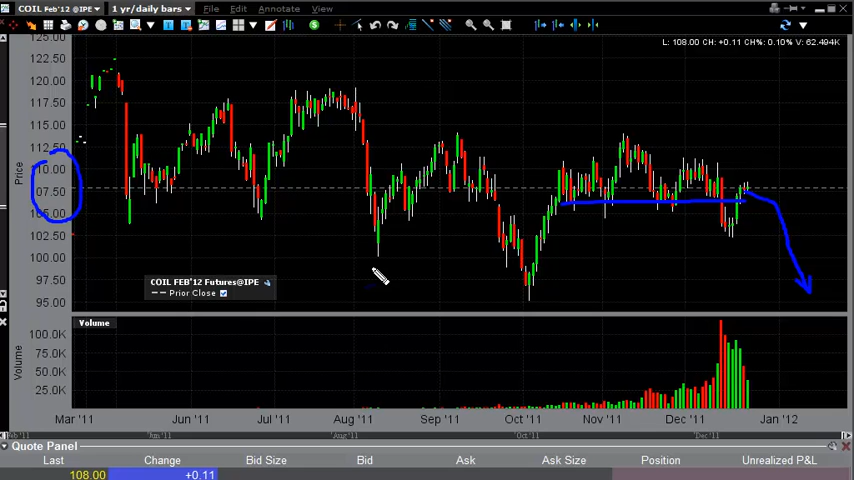 COIL Feb'12 @IPE 1 yr/daily bars File Edit Annotate View
L: 108.00 CH: +0.11 CH%: 0.10% V: 62.494K
125.00
122.50
120.00
117.50
115.00
112.50
110.00
107.50
105.00
102.50
100.00
97.50
95.00
Price
COIL FEB'12 Futures@IPE
Prior Close
Volume
100.0K
75.00K
50.00K
25.0K
Volume
Mar '11 Jun '11 Jul '11 Aug '11 Sep '11 Oct '11 Nov '11 Dec '11 Jan '12
Quote Panel
Last Change Bid Size Bid Ask Ask Size Position Unrealized P&L
108.00 +0.11